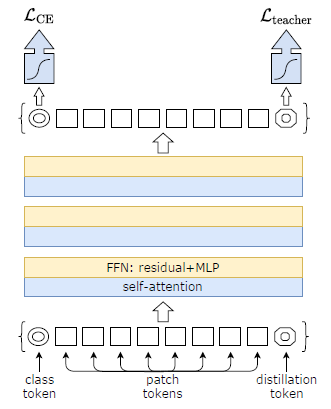 ℒCE
ℒteacher
FFN: residual+MLP
self-attention
class
token
patch
tokens
distillation
token